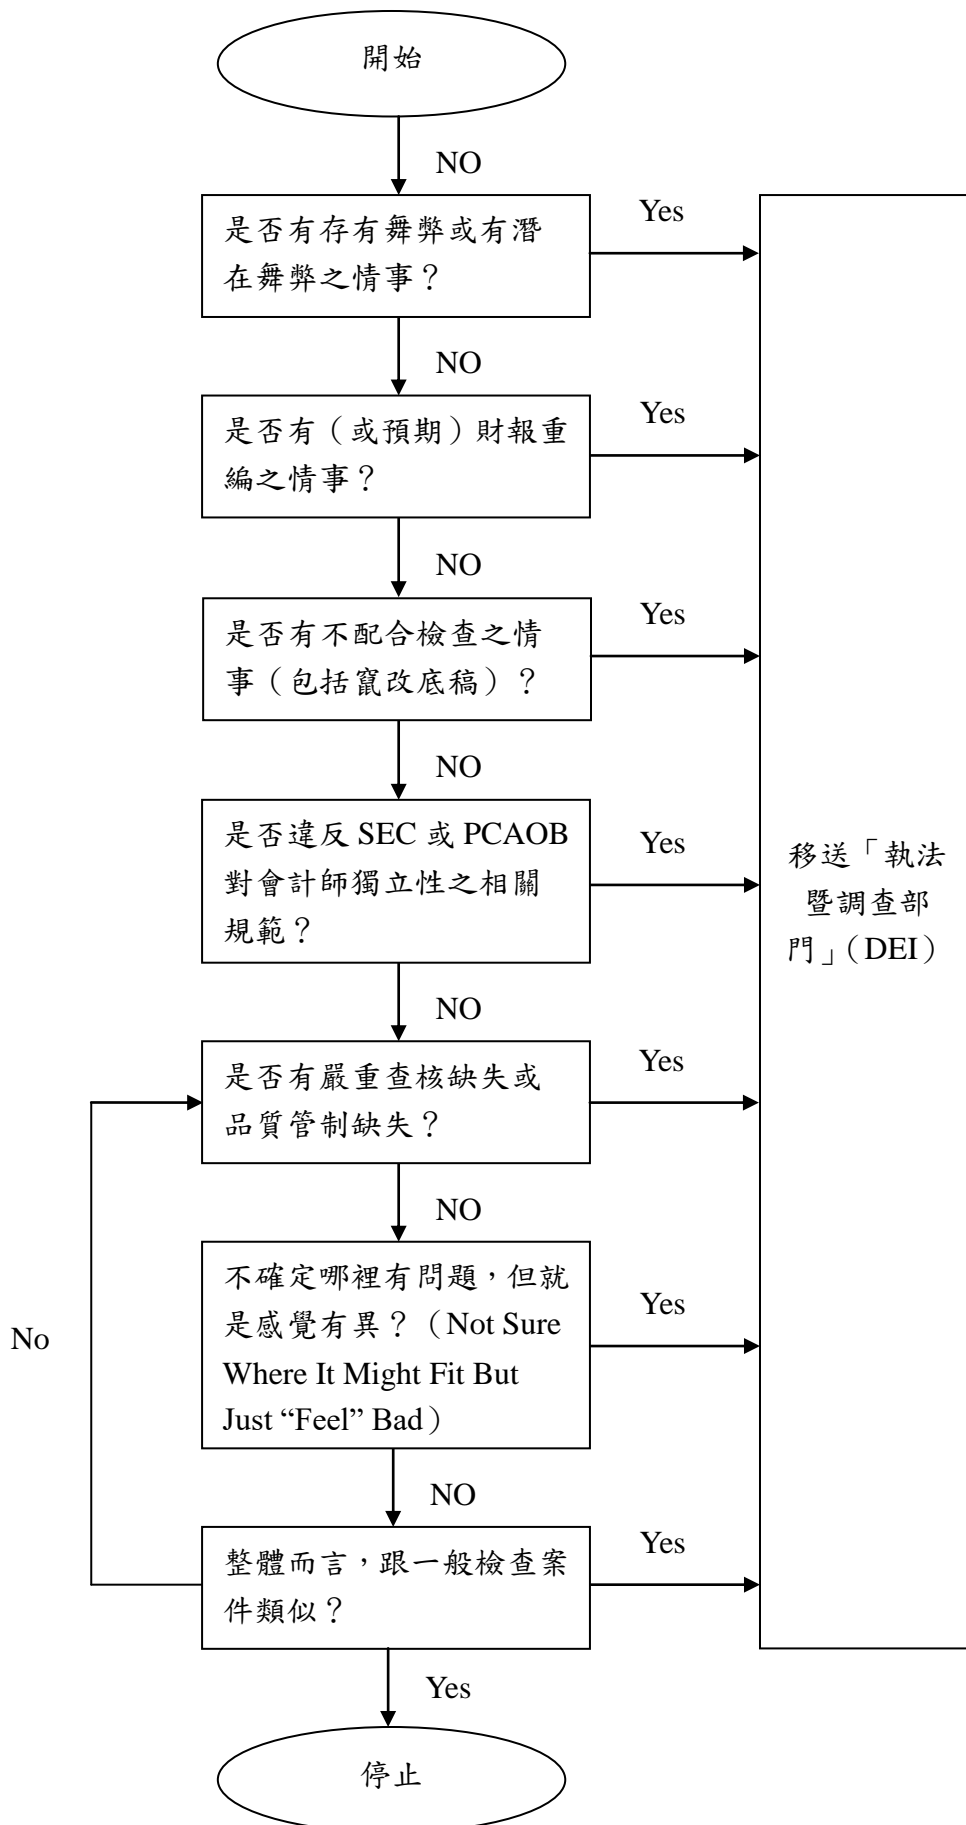 開始
NO
Yes
是否有存有舞弊或有潛
在舞弊之情事？
NO
Yes
是否有（或預期）財報重
編之情事？
NO
Yes
是否有不配合檢查之情
事（包括竄改底稿）？
NO
Yes
是否違反 SEC 或 PCAOB
對會計師獨立性之相關
規範？
移送「執法
暨調查部
門」（DEI）
NO
Yes
是否有嚴重查核缺失或
品質管制缺失？
NO
Yes
不確定哪裡有問題，但就
是感覺有異？（Not Sure
Where It Might Fit But
Just “Feel” Bad）
No
NO
Yes
整體而言，跟一般檢查案
件類似？
Yes
停止